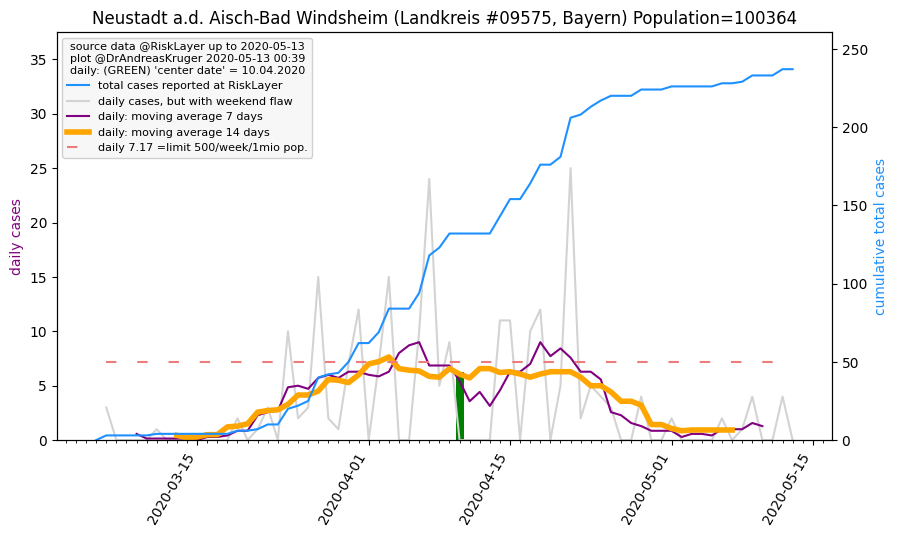 Neustadt a.d. Aisch-Bad Windsheim (Landkreis #09575, Bayern) Population=100364
source data @RiskLayer up to 2020-05-13
plot @DrAndreasKruger 2020-05-13 00:39
daily: (GREEN) 'center date' = 10.04.2020
total cases reported at RiskLayer
daily cases, but with weekend flaw
daily: moving average 7 days
daily: moving average 14 days
daily 7.17 =limit 500/week/1mio pop.
daily cases
35
30
25
20
15
10
5
0
250
200
150
100
50
0
cumulative total cases
2020-03-15
2020-04-01
2020-04-15
2020-05-01
2020-05-15